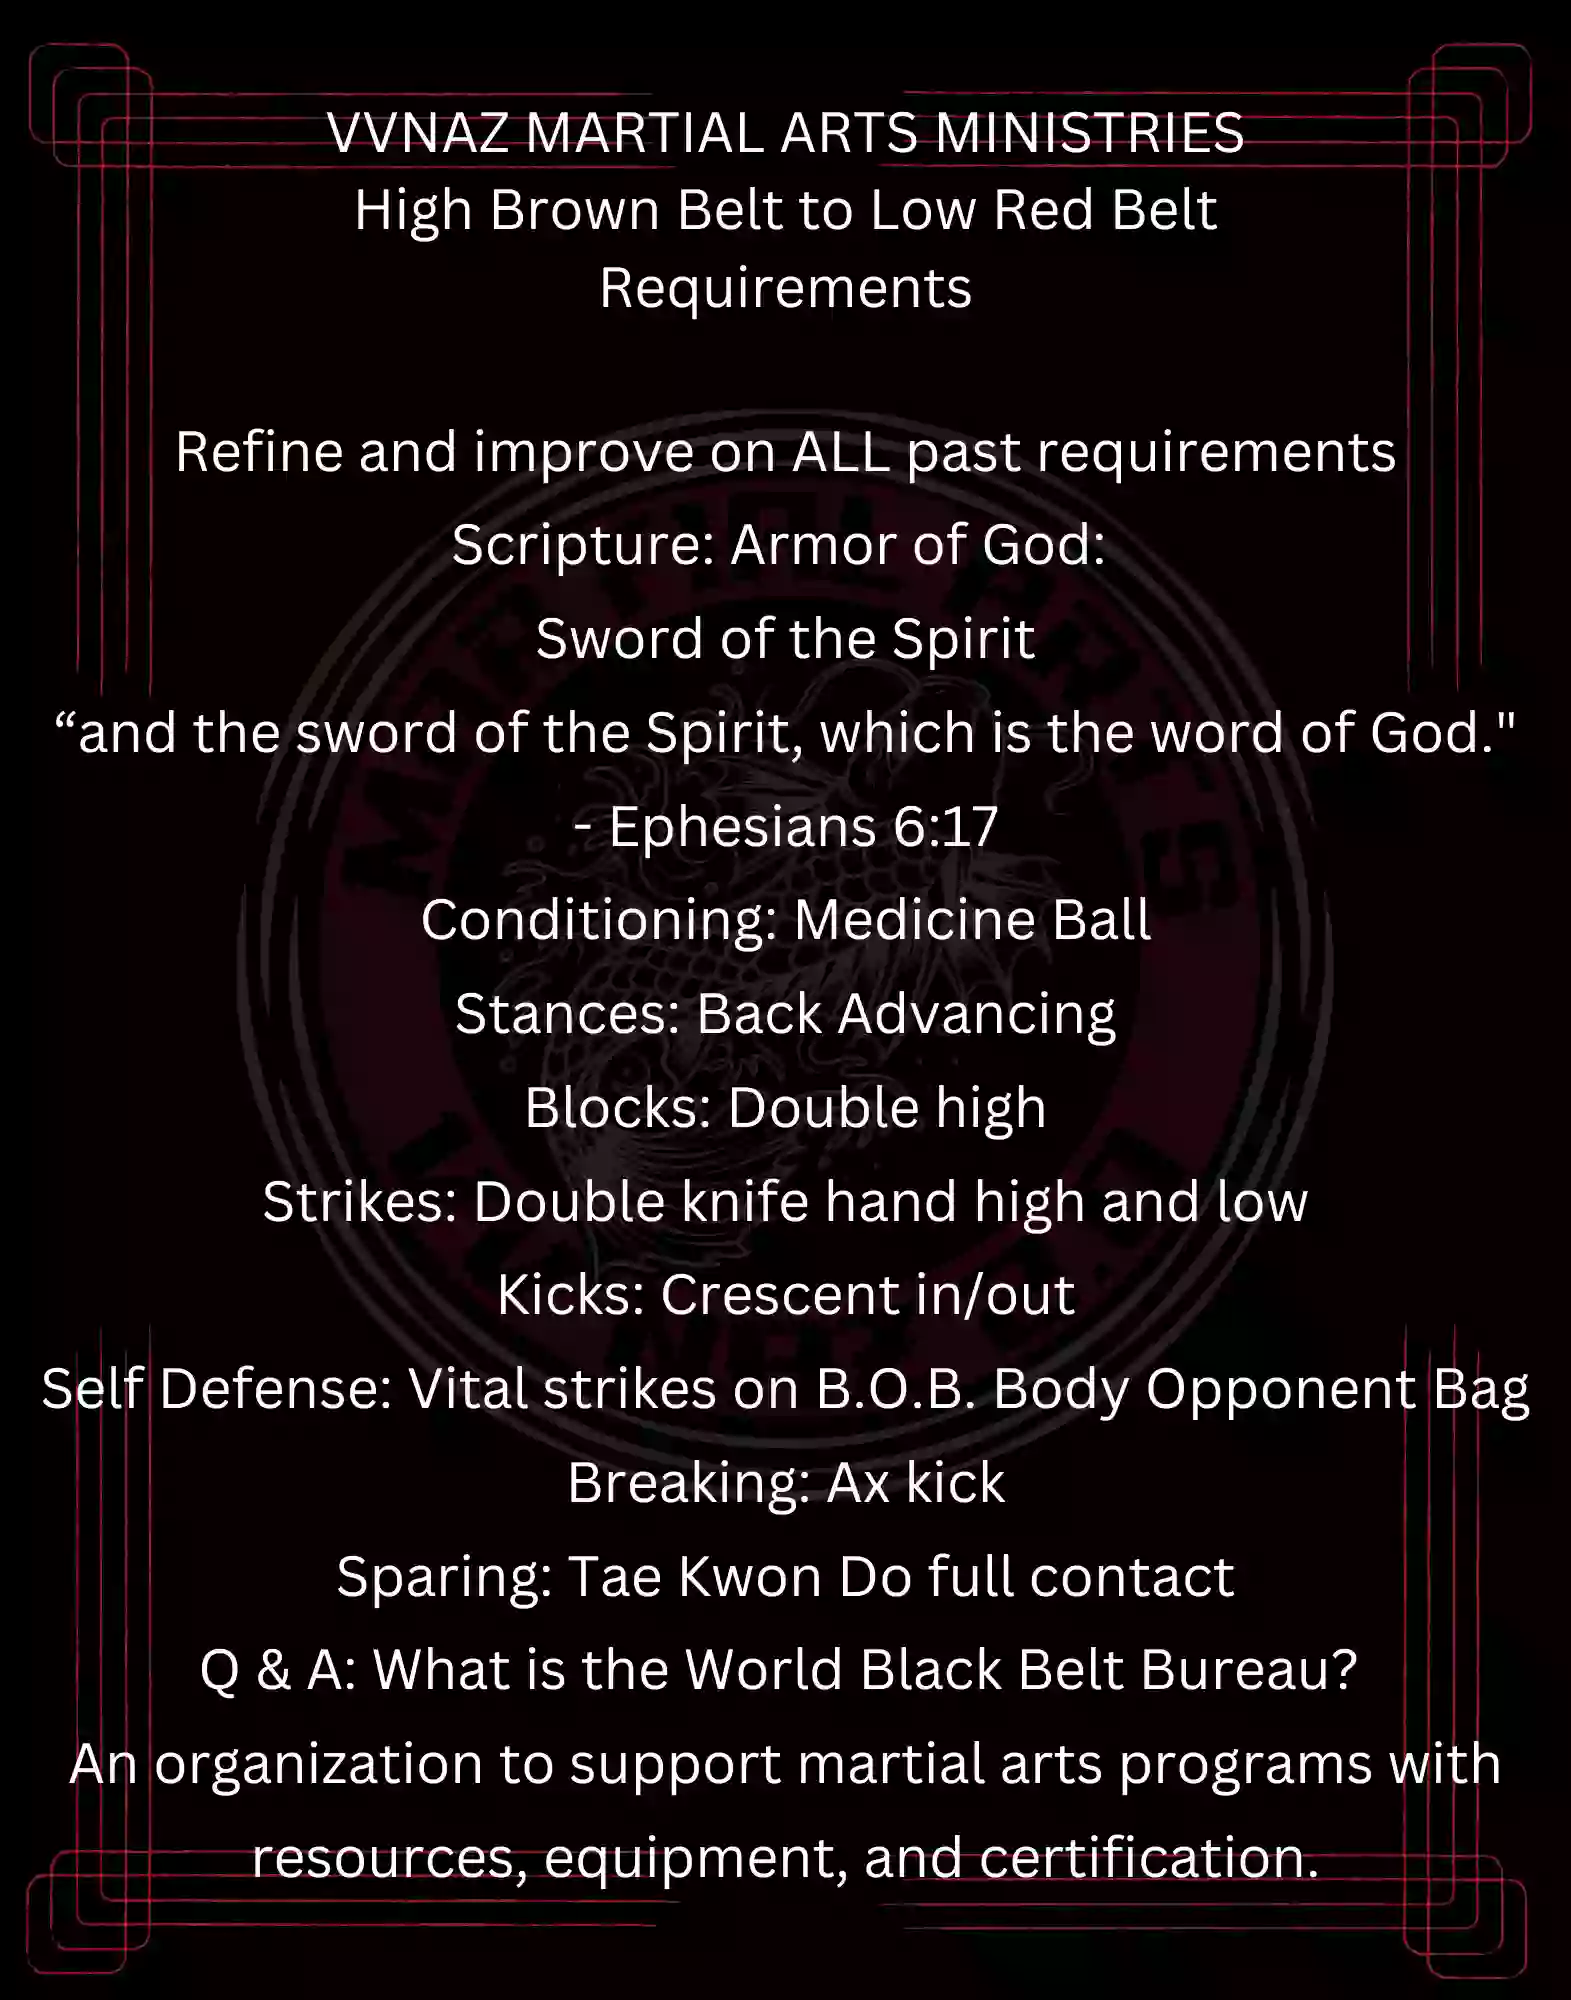 VVNAZ MARTIAL ARTS MINISTRIES
High Brown Belt to Low Red Belt
Requirements
Refine and improve on ALL past requirements
Scripture: Armor of God:
Sword of the Spirit
“and the sword of the Spirit, which is the word of God."
- Ephesians 6:17
Conditioning: Medicine Ball
Stances: Back Advancing
Blocks: Double high
Strikes: Double knife hand high and low
Kicks: Crescent in/out
Self Defense: Vital strikes on B.O.B. Body Opponent Bag
Breaking: Ax kick
Sparing: Tae Kwon Do full contact
Q & A: What is the World Black Belt Bureau?
An organization to support martial arts programs with
resources, equipment, and certification.
MARTIAL ARTS